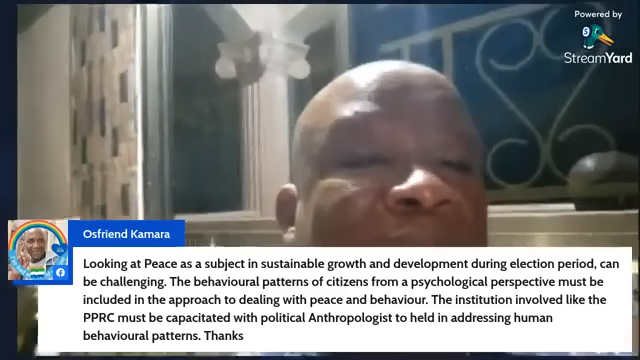 Powered by
StreamYard
Osfriend Kamara
Looking at Peace as a subject in sustainable growth and development during election period, can
be challenging. The behavioural patterns of citizens from a psychological perspective must be
included in the approach to dealing with peace and behaviour. The institution involved like the
PPRC must be capacitated with political Anthropologist to held in addressing human
behavioural patterns. Thanks